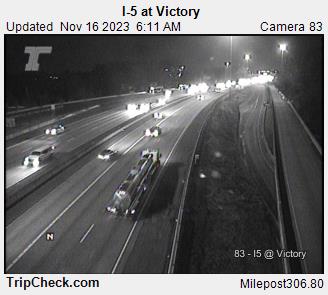 I-5 at Victory
Updated Nov 16 2023 6:11 AM Camera 83
T
N
83 - I5 @ Victory
TripCheck.com Milepost306.80